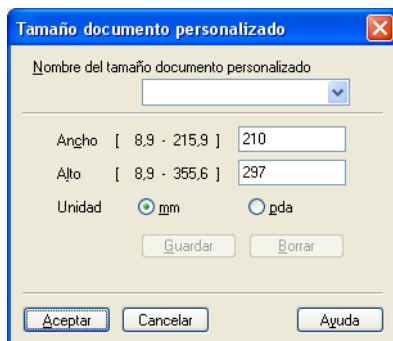 Tamaño documento personalizado
Nombre del tamaño documento personalizado
Ancho [ 8,9 - 215,9 ] 210
Alto [ 8,9 - 355,6 ] 297
Unidad mm pda
Guardar Borrar
Aceptar Cancelar Ayuda